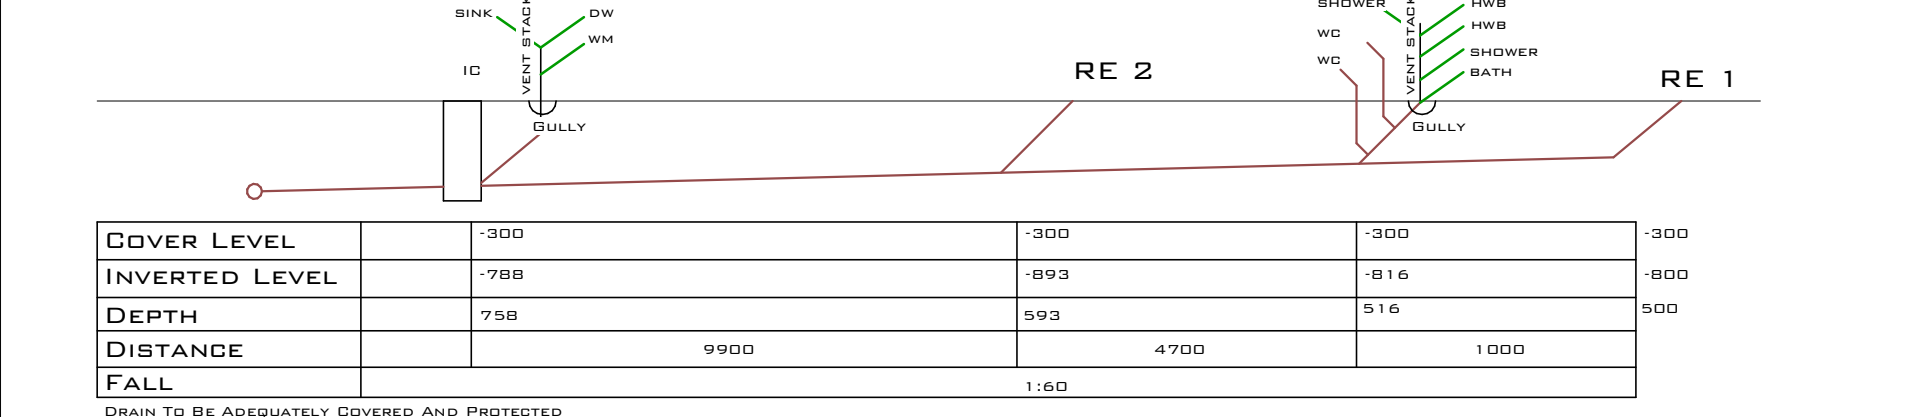 SINK
DW
WM
VENT STACK
IC
GULLY
RE 2
SHOWER
HWB
HWB
WC
WC
VENT STACK
SHOWER
BATH
GULLY
RE 1
COVER LEVEL -300 -300 -300 -300
INVERTED LEVEL -788 -893 -816 -800
DEPTH 758 593 516 500
DISTANCE 9900 4700 1000
FALL 1:60
DRAIN TO BE ADEQUATELY COVERED AND PROTECTED